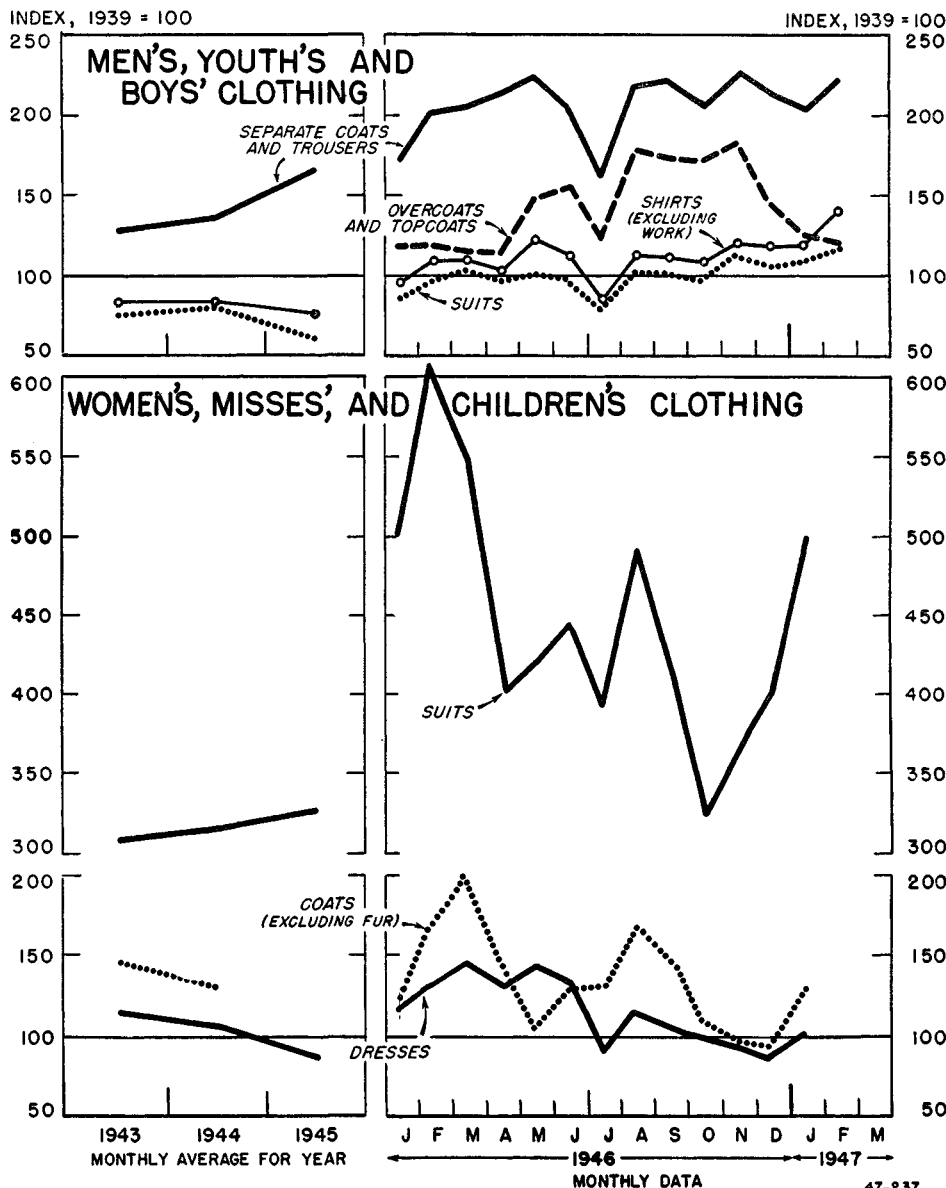 INDEX, 1939 = 100
INDEX, 1939 = 100
250
250
MEN'S, YOUTH'S AND
BOYS' CLOTHING
200
200
SEPARATE COATS
AND TROUSERS
150
150
OVERCOATS
AND TOPCOATS
SHIRTS
(EXCLUDING
WORK)
100
100
SUITS
50
50
600
600
WOMEN'S, MISSES', AND CHILDREN'S CLOTHING
550
550
500
500
450
450
400
400
SUITS
350
350
300
300
200
200
COATS
(EXCLUDING FUR)
150
150
100
100
DRESSES
50
50
1943 1944 1945 J F M A M J J A S O N D J F M
MONTHLY AVERAGE FOR YEAR
1946 1947
MONTHLY DATA
47-237